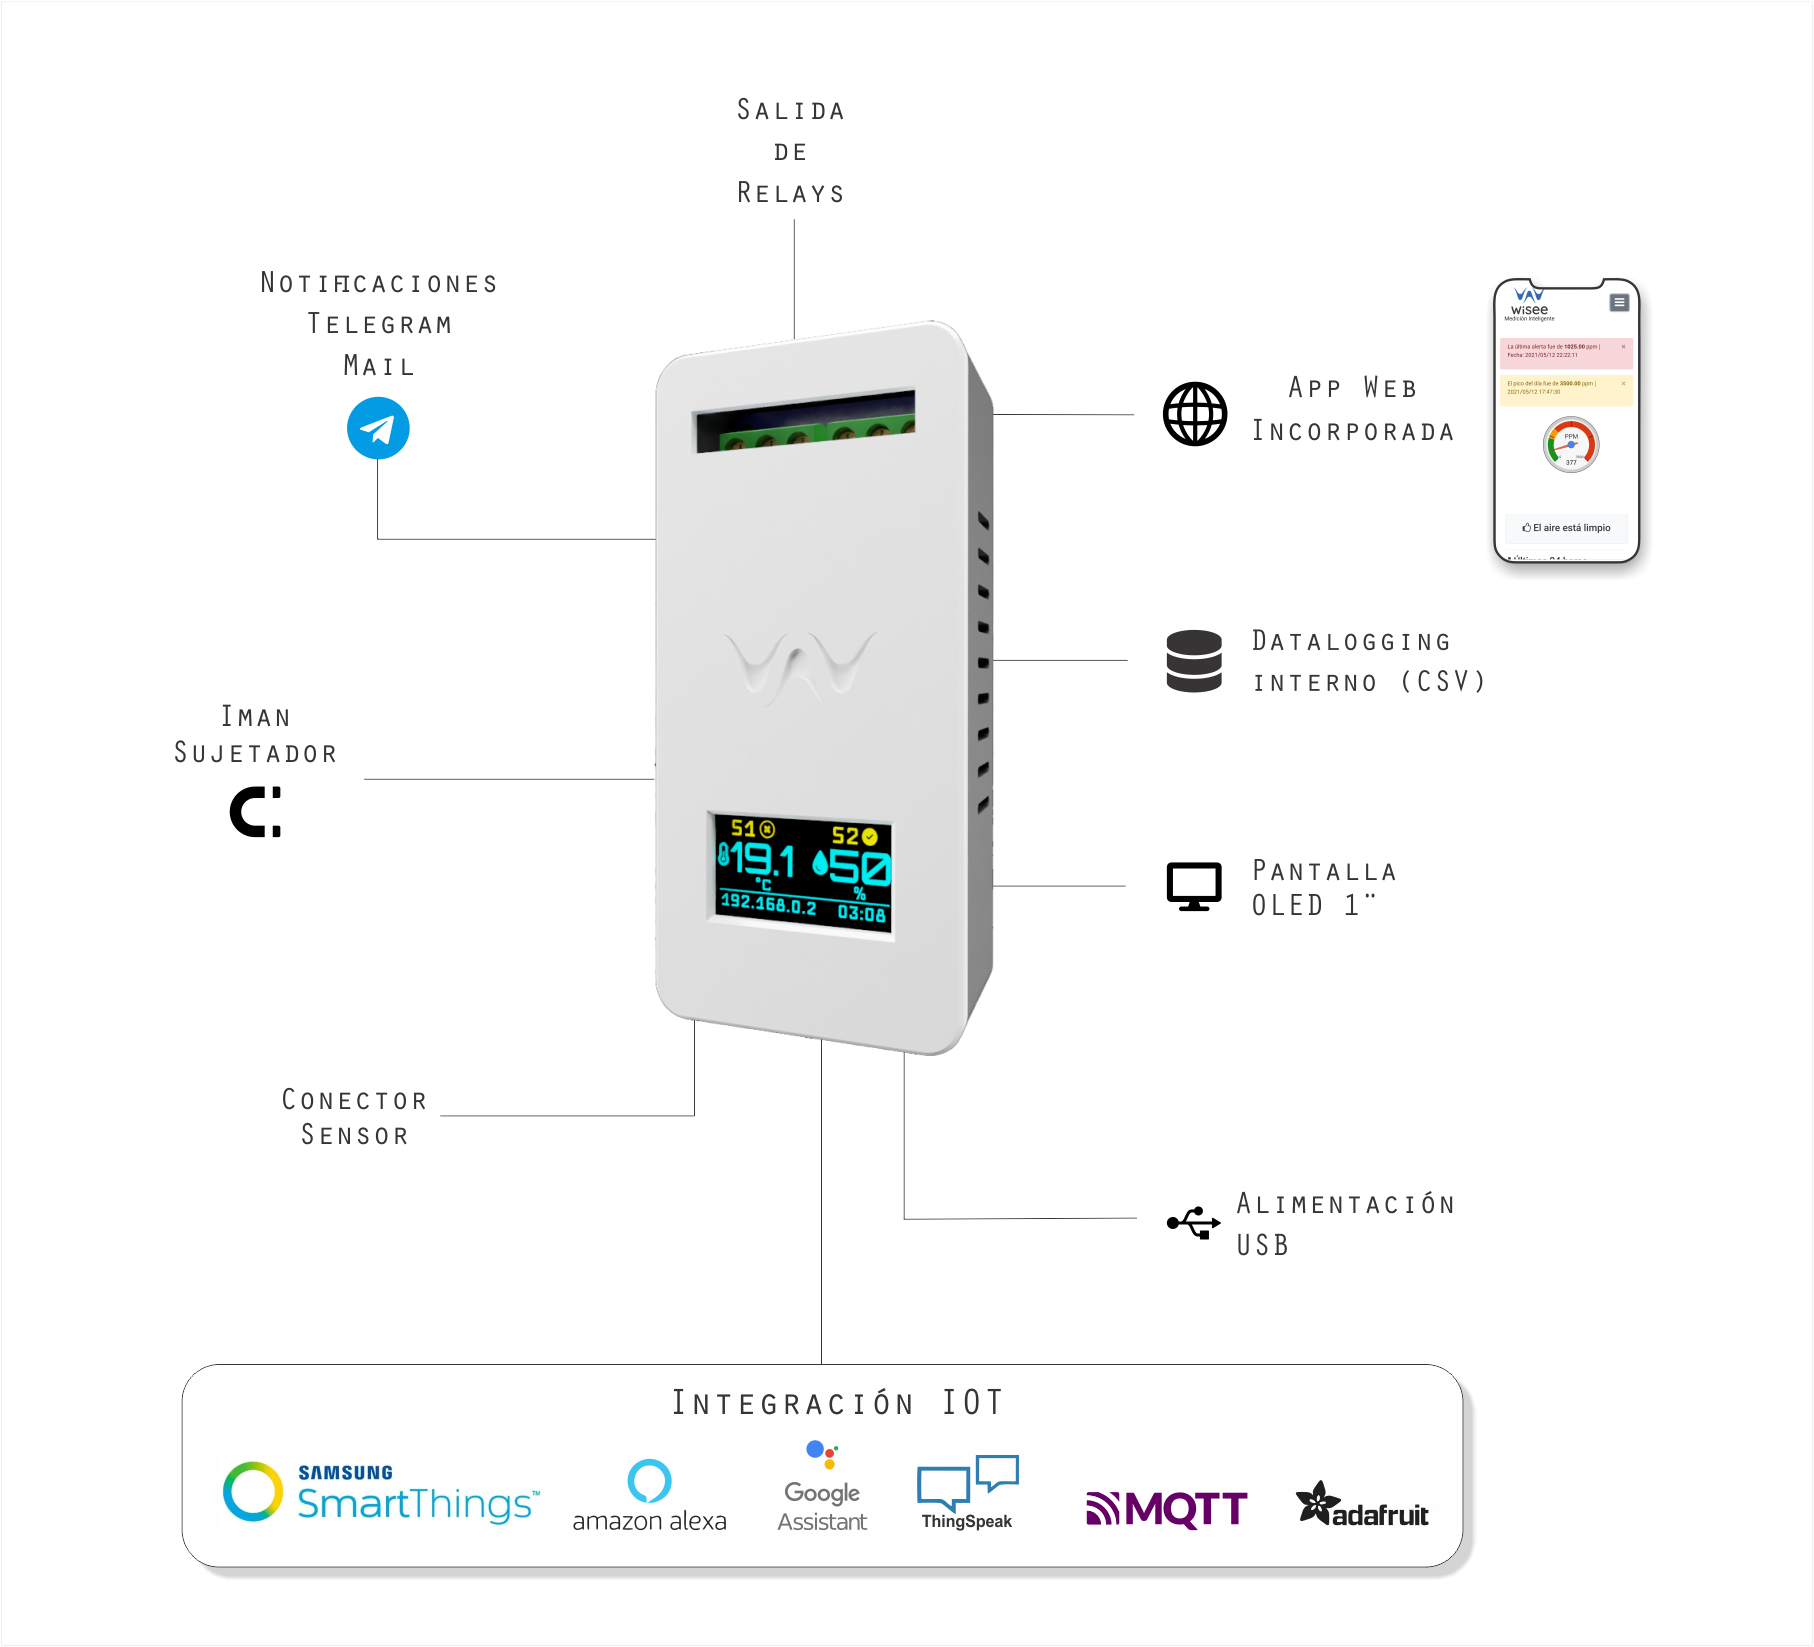 SALIDA
DE
RELAYS
NOTIFICACIONES
TELEGRAM
MAIL
APP WEB
INCORPORADA
wisee
Medición Inteligente
La última alerta fue de 1025.00 ppm |
Fecha: 2021/05/12 22:22:11
×
El pico del día fue de 3500.00 ppm |
2021/05/12 17:47:30
×
PPM
377
El aire está limpio
DATALOGGING
INTERNO (CSV)
IMAN
SUJETADOR
S1 S2
19.1 50
°C %
192.168.0.2 03:08
PANTALLA
OLED 1¨
CONECTOR
SENSOR
ALIMENTACIÓN
USB
INTEGRACIÓN IOT
SAMSUNG
SmartThings™
amazon alexa
Google
Assistant
ThingSpeak
MQTT
adafruit